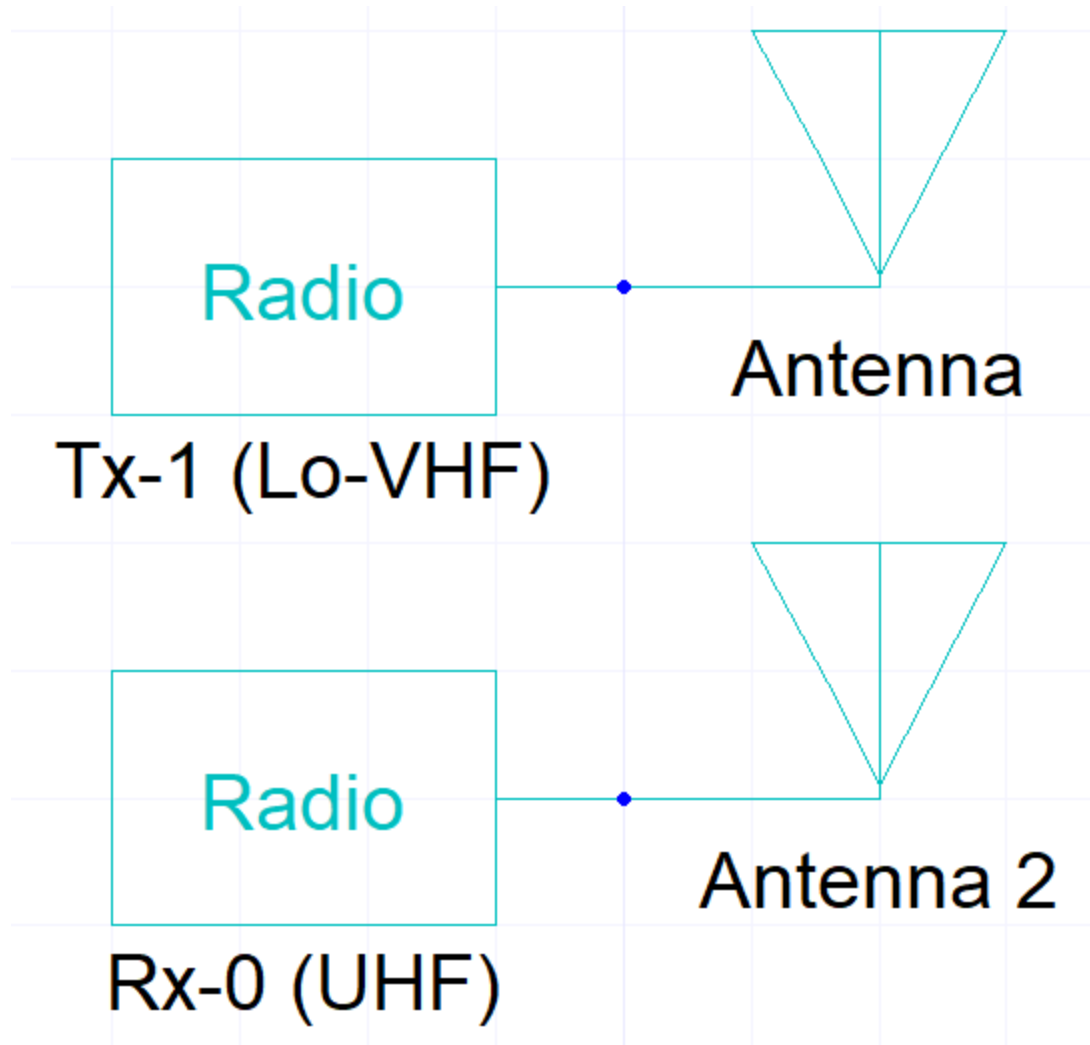 Radio
Antenna
Tx-1 (Lo-VHF)
Radio
Antenna 2
Rx-0 (UHF)